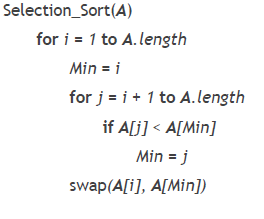 Selection_Sort(A)
for i = 1 to A.length
Min = i
for j = i + 1 to A.length
if A[j] < A[Min]
Min = j
swap(A[i], A[Min])